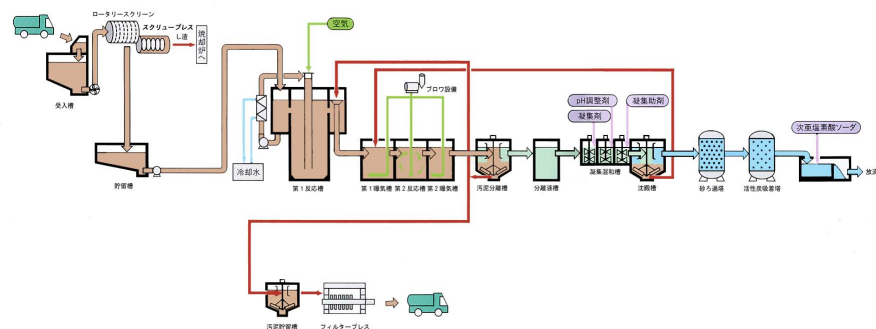 ロータリースクリーン
スクリュープレス
し渣
焼却炉へ
受入槽
貯留槽
空気
冷却水
第1反応槽
ブロワ設備
第1曝気槽
第2反応槽
第2曝気槽
汚泥分離槽
分離液槽
pH調整剤
凝集剤
凝集助剤
凝集混和槽
沈殿槽
砂ろ過塔
活性炭吸着塔
次亜塩素酸ソーダ
放流
汚泥貯留槽
フィルタープレス